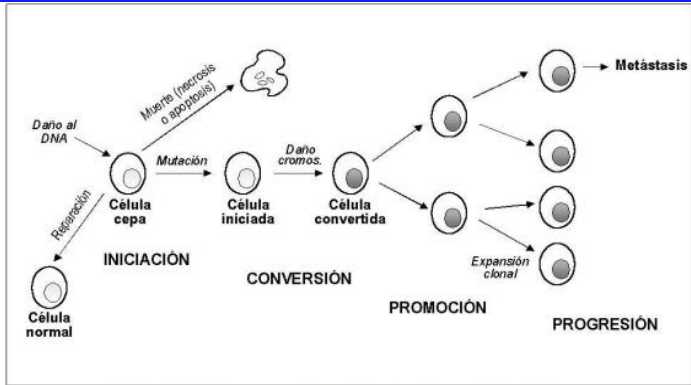 Metástasis
Muerte (necrosis
o apoptosis)
Daño al
DNA
Mutación
Daño
cromos.
Célula
cepa
Célula
iniciada
Célula
convertida
Reparación
INICIACIÓN
CONVERSIÓN
Expansión
clonal
PROMOCIÓN
PROGRESIÓN
Célula
normal